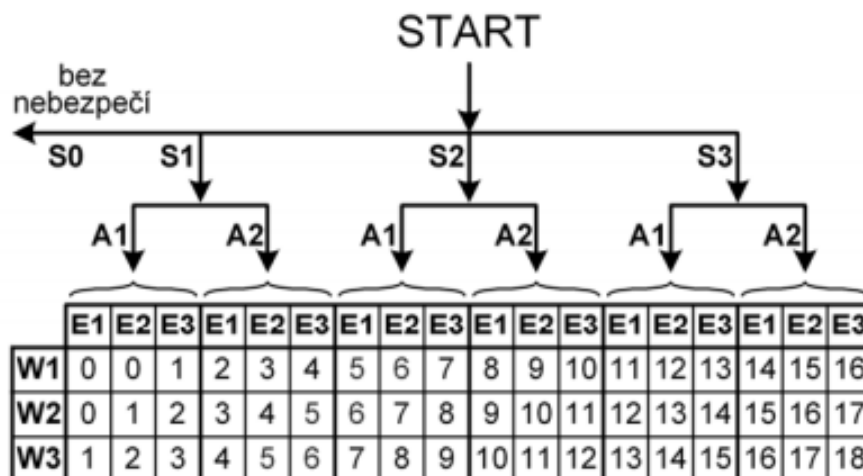 START
bez
nebezpečí
S0 S1 S2 S3
A1 A2 A1 A2 A1 A2
E1 E2 E3 E1 E2 E3 E1 E2 E3 E1 E2 E3 E1 E2 E3 E1 E2 E3
W1 0 0 1 2 3 4 5 6 7 8 9 10 11 12 13 14 15 16
W2 0 1 2 3 4 5 6 7 8 9 10 11 12 13 14 15 16 17
W3 1 2 3 4 5 6 7 8 9 10 11 12 13 14 15 16 17 18